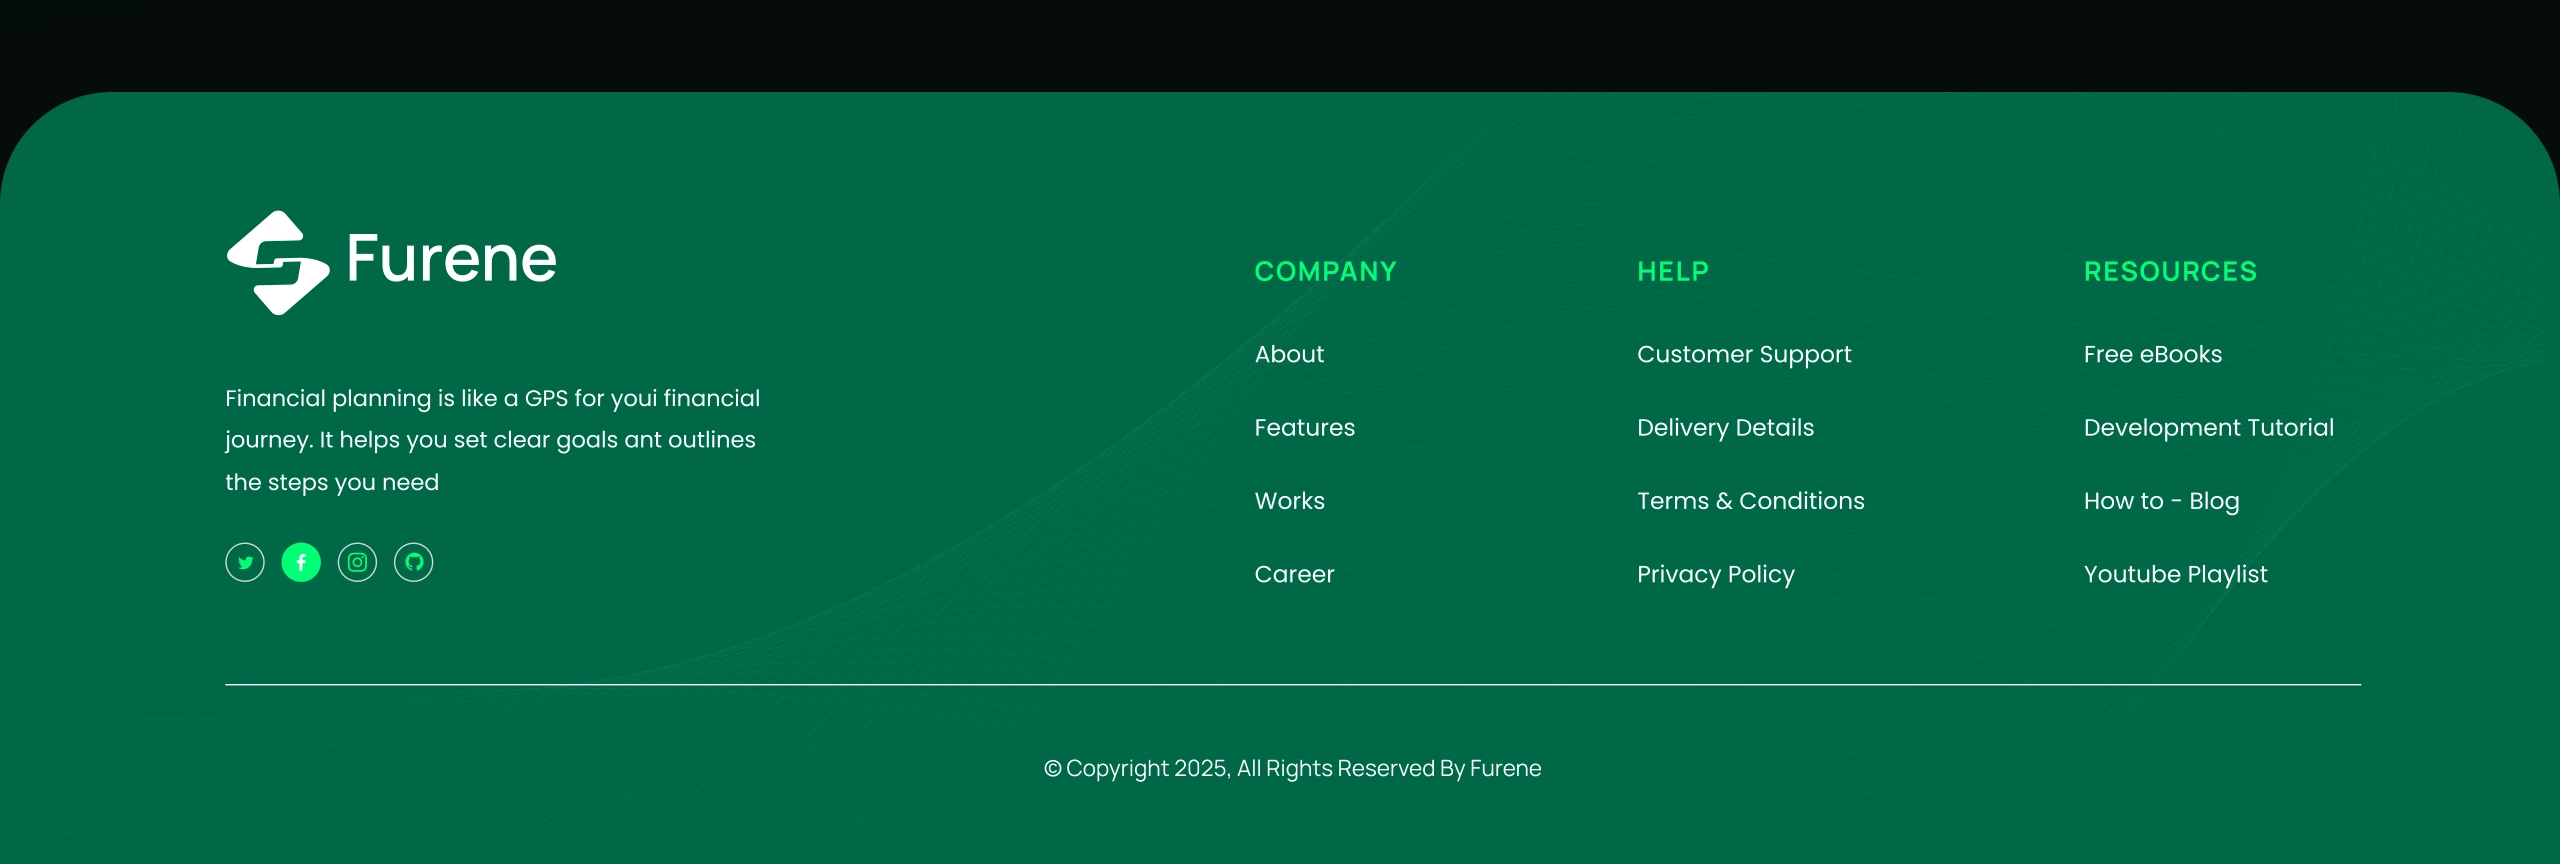 Furene
Financial planning is like a GPS for youi financial
journey. It helps you set clear goals ant outlines
the steps you need
COMPANY
About
Features
Works
Career
HELP
Customer Support
Delivery Details
Terms & Conditions
Privacy Policy
RESOURCES
Free eBooks
Development Tutorial
How to - Blog
Youtube Playlist
© Copyright 2025, All Rights Reserved By Furene